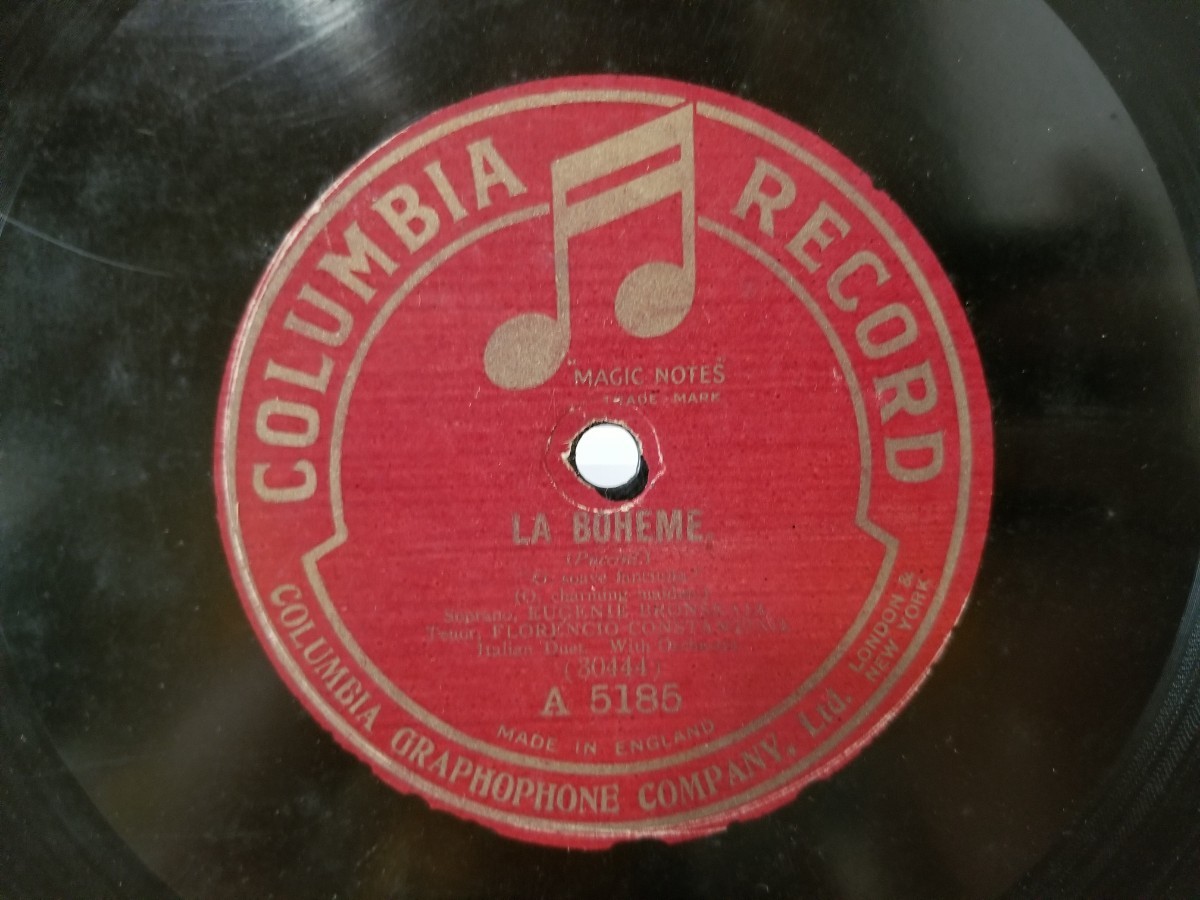 COLUMBIA RECORD
"MAGIC NOTES"
TRADE-MARK
LA BOHEME.
(Puccini)
"O soave fanciulla"
(O, charming maiden)
Soprano, EUGENIE BRONSKAJA,
Tenor, FLORENCIO CONSTANTINO
Italian Duet. With Orchestra
(30444)
A 5185
MADE IN ENGLAND
COLUMBIA GRAPHOPHONE COMPANY, Ltd. LONDON &
NEW YORK